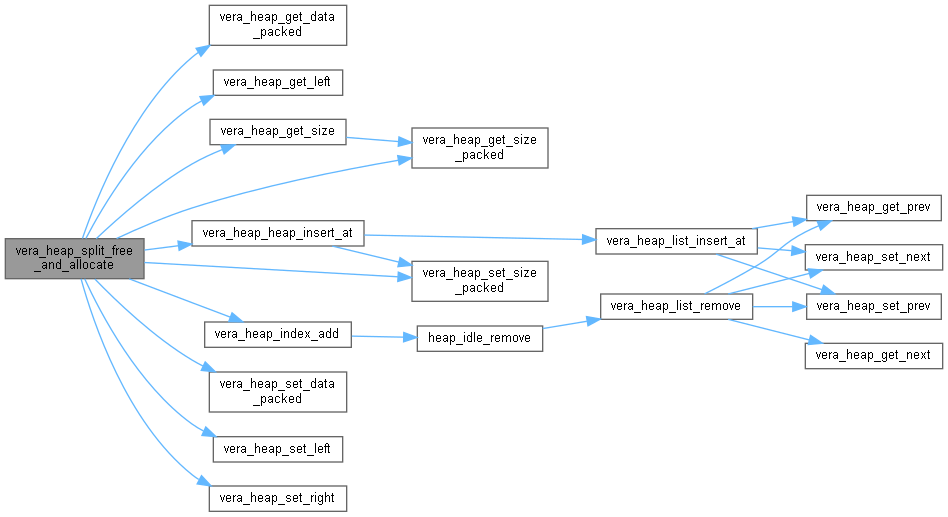 vera_heap_split_free
_and_allocate
vera_heap_get_data
_packed
vera_heap_get_left
vera_heap_get_size
vera_heap_get_size
_packed
vera_heap_heap_insert_at
vera_heap_list_insert_at
vera_heap_set_size
_packed
vera_heap_index_add
heap_idle_remove
vera_heap_list_remove
vera_heap_get_prev
vera_heap_set_next
vera_heap_set_prev
vera_heap_get_next
vera_heap_set_data
_packed
vera_heap_set_left
vera_heap_set_right